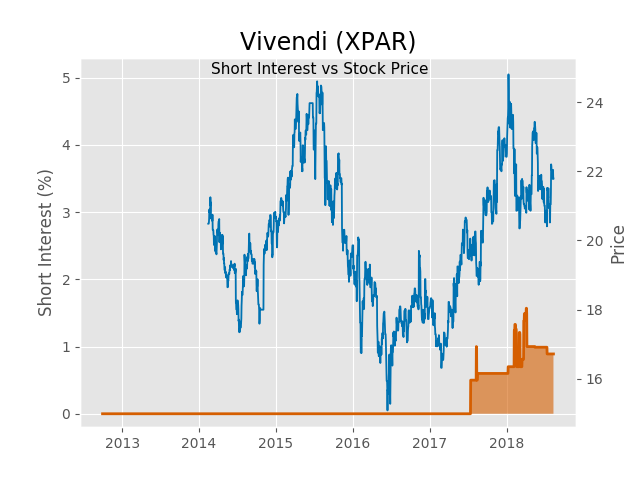 Vivendi (XPAR)
Short Interest vs Stock Price
Short Interest (%)
5
4
3
2
1
0
24
22
20
18
16
Price
2013 2014 2015 2016 2017 2018